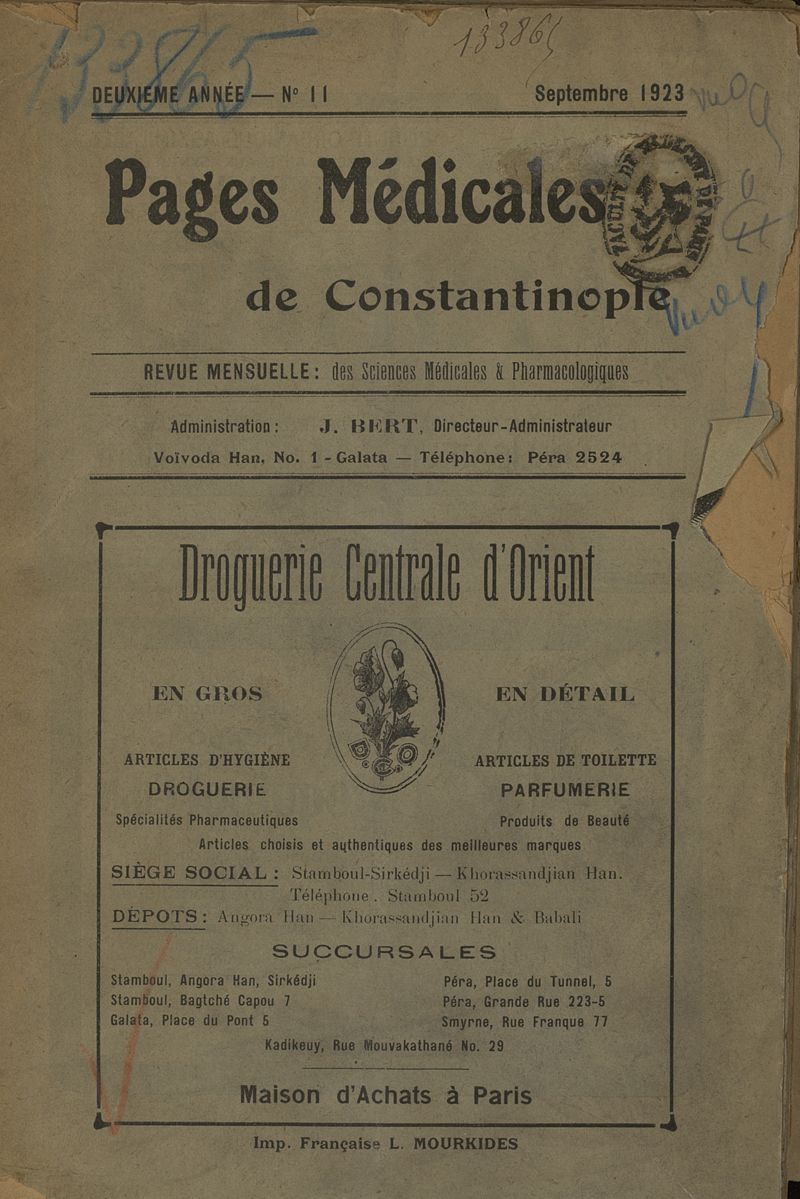 133865
133865
DEUXIÈME ANNÉE — N° 11 Septembre 1923
Pages Médicales
de Constantinople
REVUE MENSUELLE: des Sciences Médicales & Pharmacologiques
Administration: J. BERT, Directeur-Administrateur
Voïvoda Han, No. 1 - Galata — Téléphone: Péra 2524
Droguerie Centrale d'Orient
EN GROS EN DÉTAIL
ARTICLES D'HYGIÈNE ARTICLES DE TOILETTE
DROGUERIE PARFUMERIE
Spécialités Pharmaceutiques Produits de Beauté
Articles choisis et authentiques des meilleures marques
SIÈGE SOCIAL: Stamboul-Sirkédji — Khorassandjian Han.
Téléphone. Stamboul 52
DÉPOTS: Angora Han — Khorassandjian Han & Babali
SUCCURSALES
Stamboul, Angora Han, Sirkédji Péra, Place du Tunnel, 5
Stamboul, Bagtché Capou 7 Péra, Grande Rue 223-5
Galata, Place du Pont 5 Smyrne, Rue Franque 77
Kadikeuy, Rue Mouvakathané No. 29
Maison d'Achats à Paris
Imp. Française L. MOURKIDES